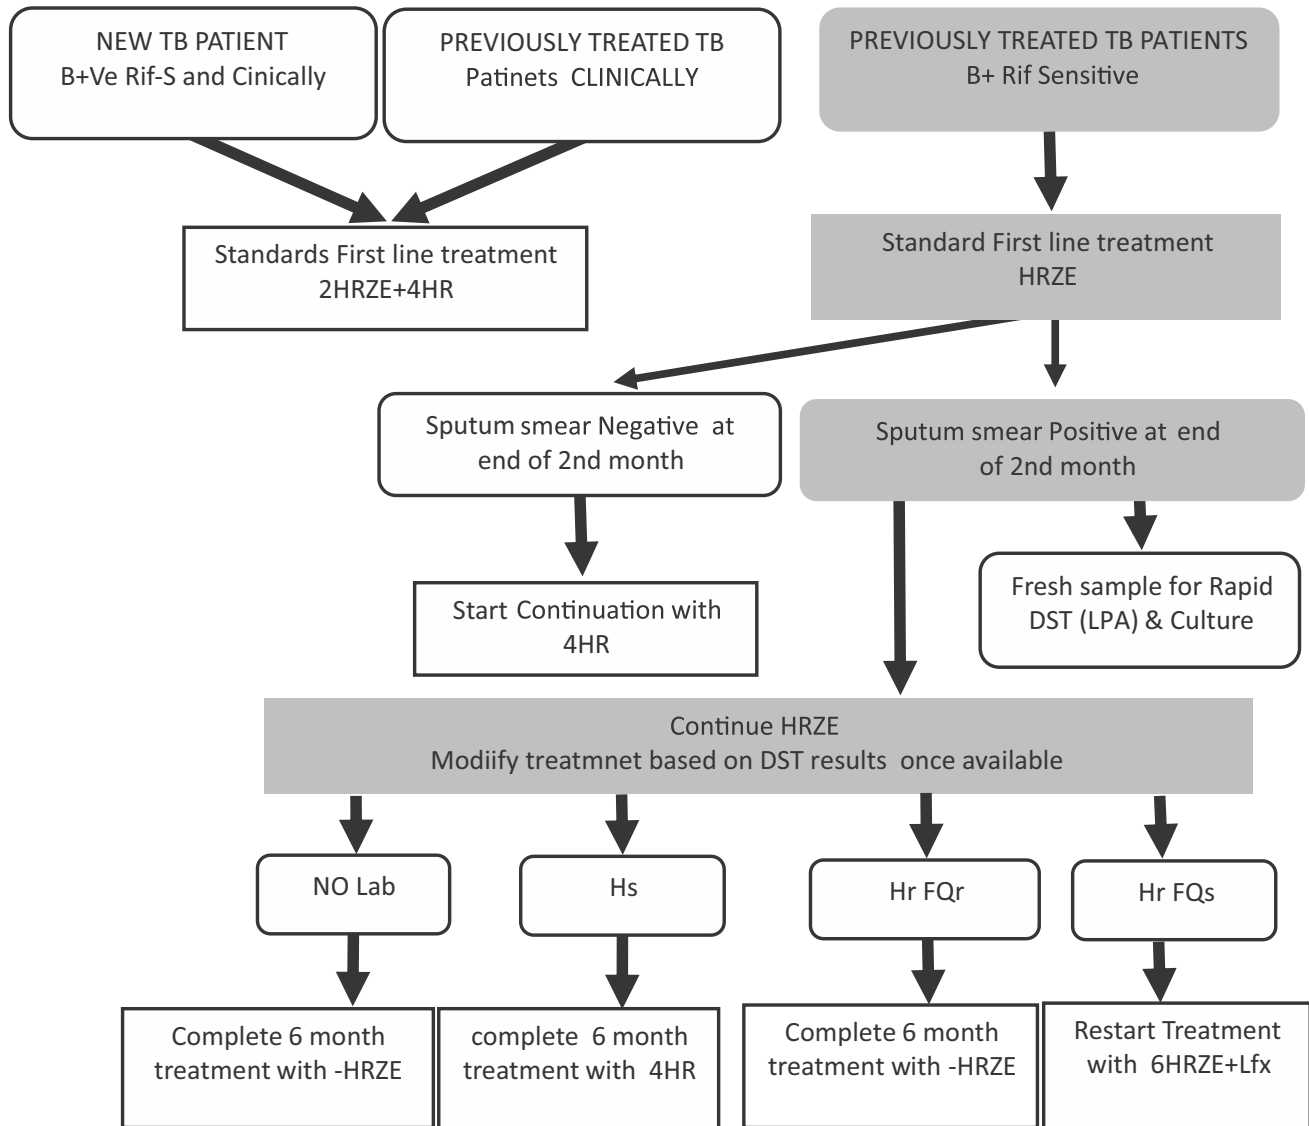 NEW TB PATIENT
B+Ve Rif-S and Cinically
PREVIOUSLY TREATED TB
Patinets CLINICALLY
PREVIOUSLY TREATED TB PATIENTS
B+ Rif Sensitive
Standards First line treatment
2HRZE+4HR
Standard First line treatment
HRZE
Sputum smear Negative at
end of 2nd month
Sputum smear Positive at end
of 2nd month
Start Continuation with
4HR
Fresh sample for Rapid
DST (LPA) & Culture
Continue HRZE
Modiify treatmnet based on DST results once available
NO Lab
Hs
Hr FQr
Hr FQs
Complete 6 month
treatment with -HRZE
complete 6 month
treatment with 4HR
Complete 6 month
treatment with -HRZE
Restart Treatment
with 6HRZE+Lfx